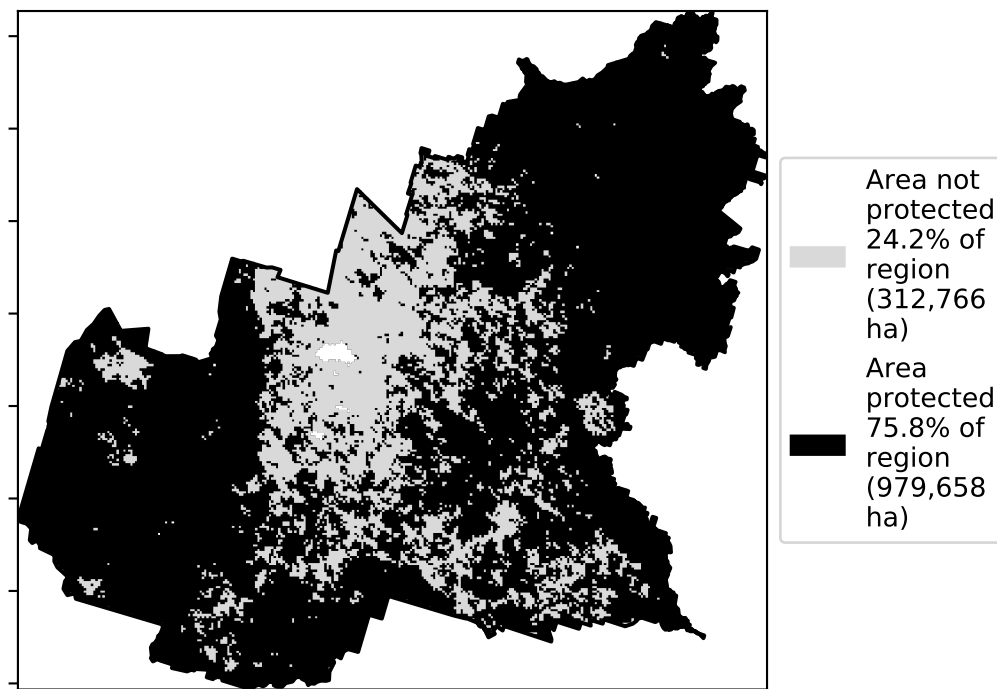 Area not
protected
24.2% of
region
(312,766
ha)
Area
protected
75.8% of
region
(979,658
ha)